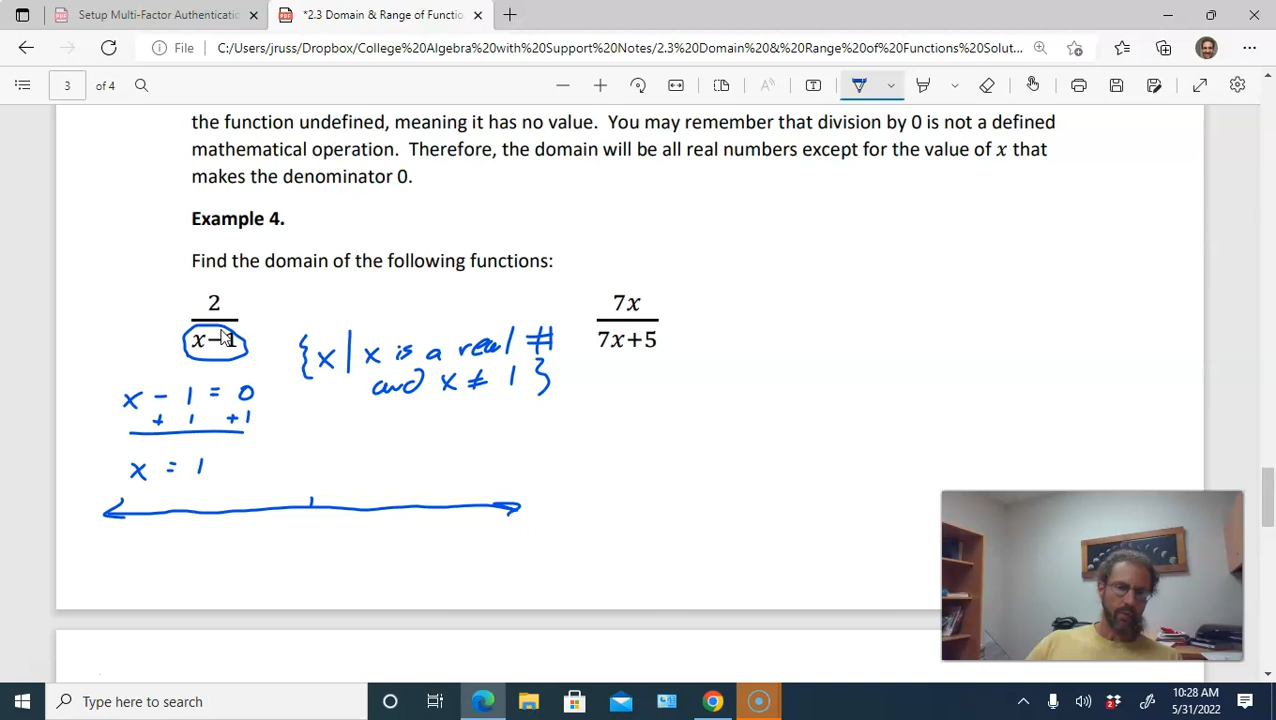 Setup Multi-Factor Authenticatio
*2.3 Domain & Range of Functio
File
C:/Users/jruss/Dropbox/College%20Algebra%20with%20Support%20Notes/2.3%20Domain%20&%20Range%20of%20Functions%20Solut...
3 of 4
the function undefined, meaning it has no value. You may remember that division by 0 is not a defined
mathematical operation. Therefore, the domain will be all real numbers except for the value of x that
makes the denominator 0.
Example 4.
Find the domain of the following functions:
2
x−1
7x
7x+5
{x | x is a real #
and x ≠ 1 }
x - 1 = 0
+ 1 +1
x = 1
Type here to search
10:28 AM
5/31/2022